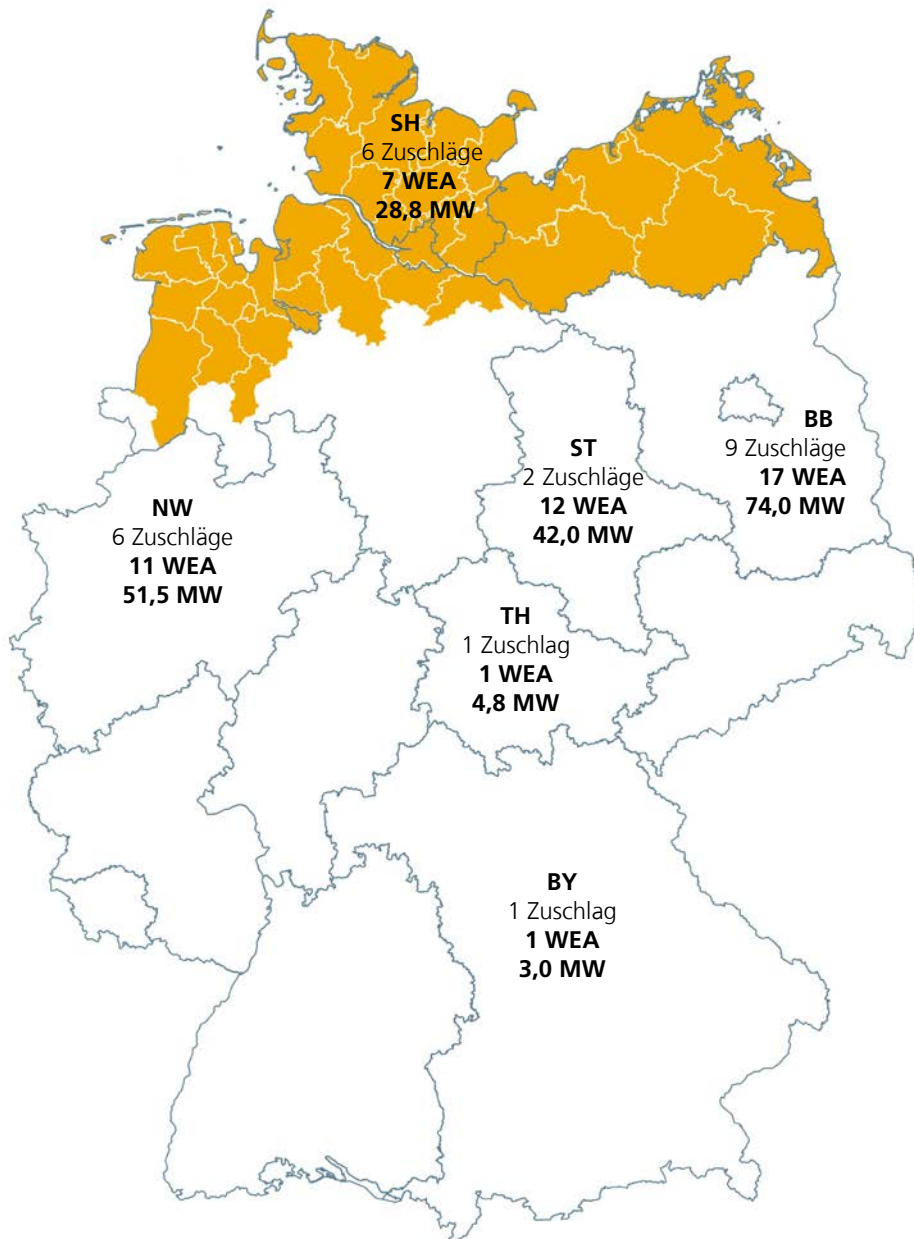 SH
6 Zuschläge
7 WEA
28,8 MW
BB
9 Zuschläge
17 WEA
74,0 MW
ST
2 Zuschläge
12 WEA
42,0 MW
NW
6 Zuschläge
11 WEA
51,5 MW
TH
1 Zuschlag
1 WEA
4,8 MW
BY
1 Zuschlag
1 WEA
3,0 MW